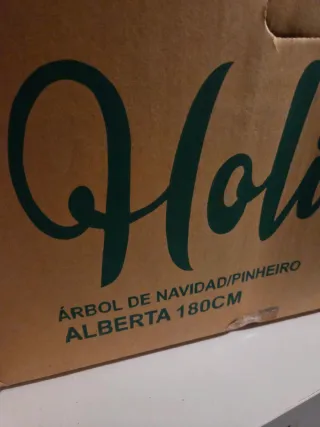 Holi
ÁRBOL DE NAVIDAD/PINHEIRO
ALBERTA 180CM